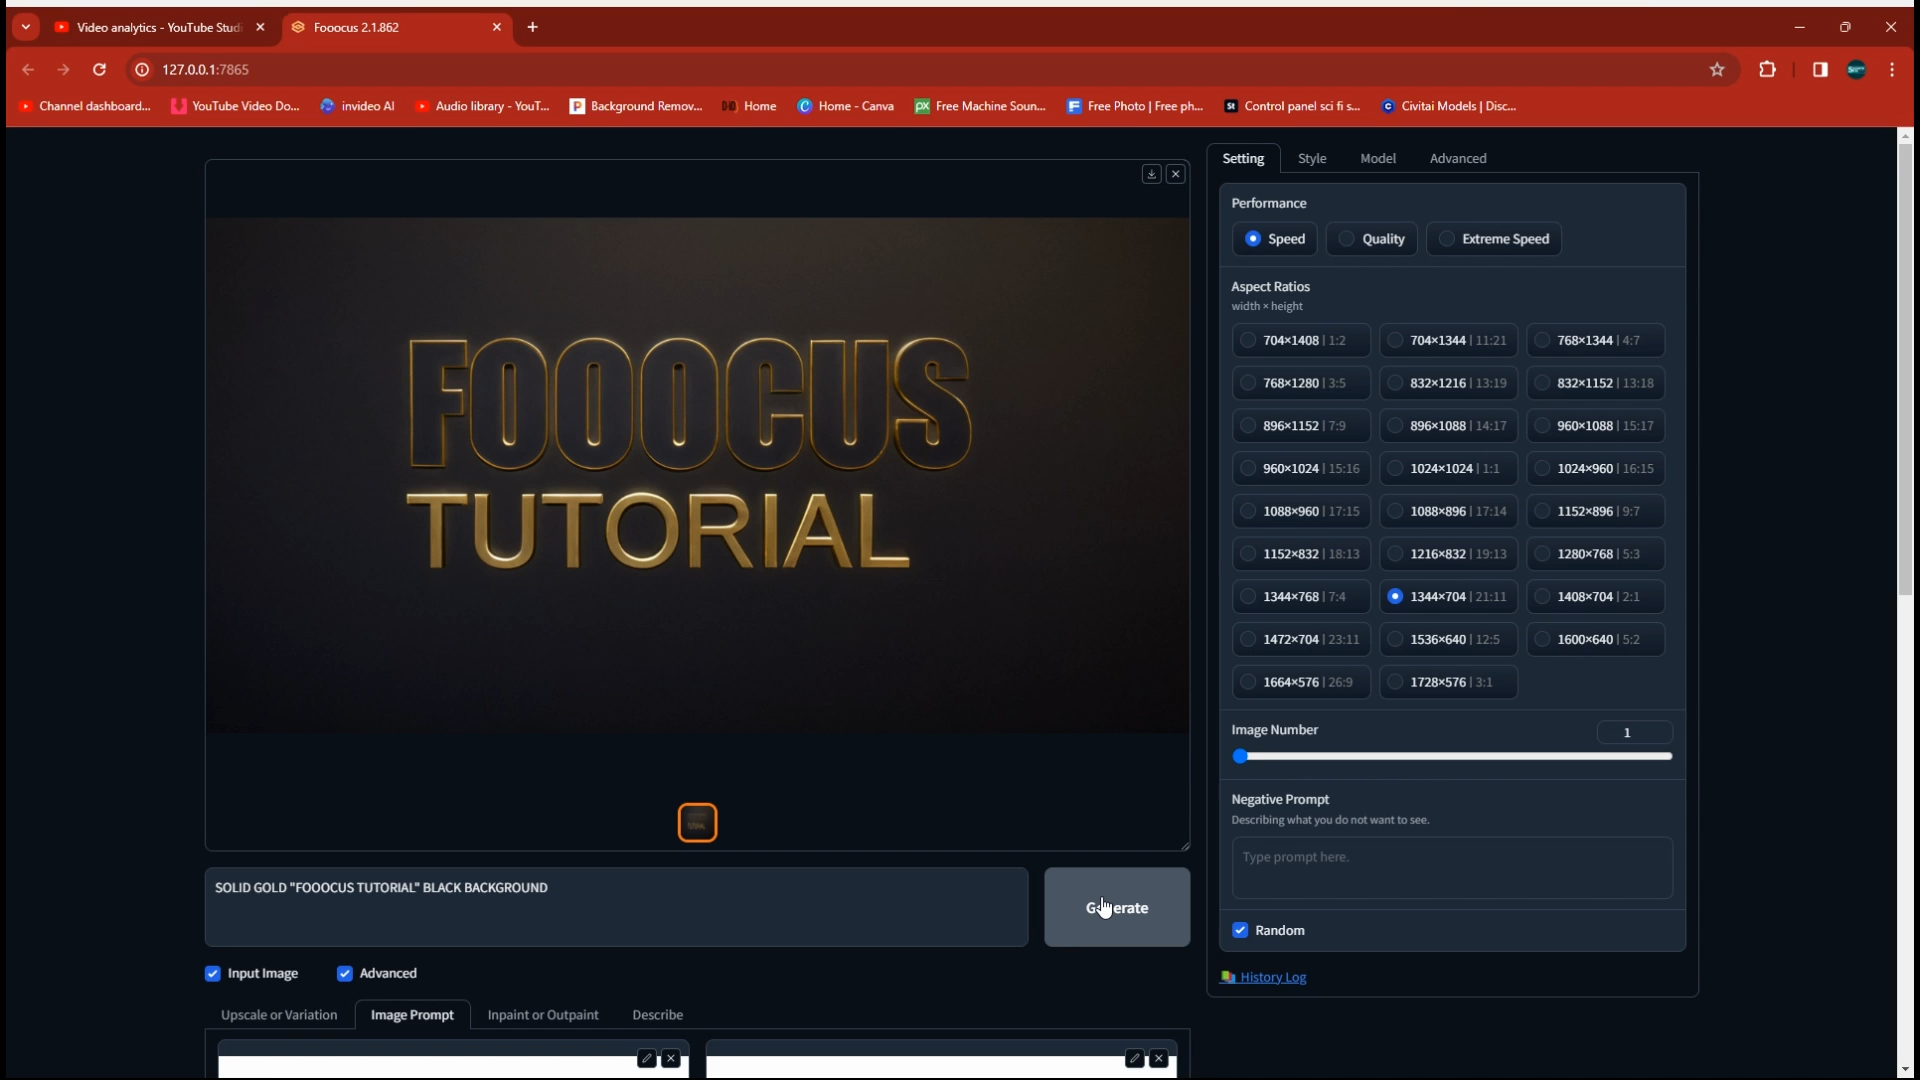 Video analytics - YouTube Studi
Fooocus 2.1.862
127.0.0.1:7865
Channel dashboard...
YouTube Video Do...
invideo AI
Audio library - YouT...
Background Remov...
Home
Home - Canva
Free Machine Soun...
Free Photo | Free ph...
Control panel sci fi s...
Civitai Models | Disc...
FOOOCUS
TUTORIAL
SOLID GOLD "FOOOCUS TUTORIAL" BLACK BACKGROUND
Input Image
Advanced
Upscale or Variation
Image Prompt
Inpaint or Outpaint
Describe
Setting
Style
Model
Advanced
Performance
Speed
Quality
Extreme Speed
Aspect Ratios
width × height
704×1408 | 1:2
704×1344 | 11:21
768×1344 | 4:7
768×1280 | 3:5
832×1216 | 13:19
832×1152 | 13:18
896×1152 | 7:9
896×1088 | 14:17
960×1088 | 15:17
960×1024 | 15:16
1024×1024 | 1:1
1024×960 | 16:15
1088×960 | 17:15
1088×896 | 17:14
1152×896 | 9:7
1152×832 | 18:13
1216×832 | 19:13
1280×768 | 5:3
1344×768 | 7:4
1344×704 | 21:11
1408×704 | 2:1
1472×704 | 23:11
1536×640 | 12:5
1600×640 | 5:2
1664×576 | 26:9
1728×576 | 3:1
Image Number
1
Negative Prompt
Describing what you do not want to see.
Type prompt here.
Random
History Log